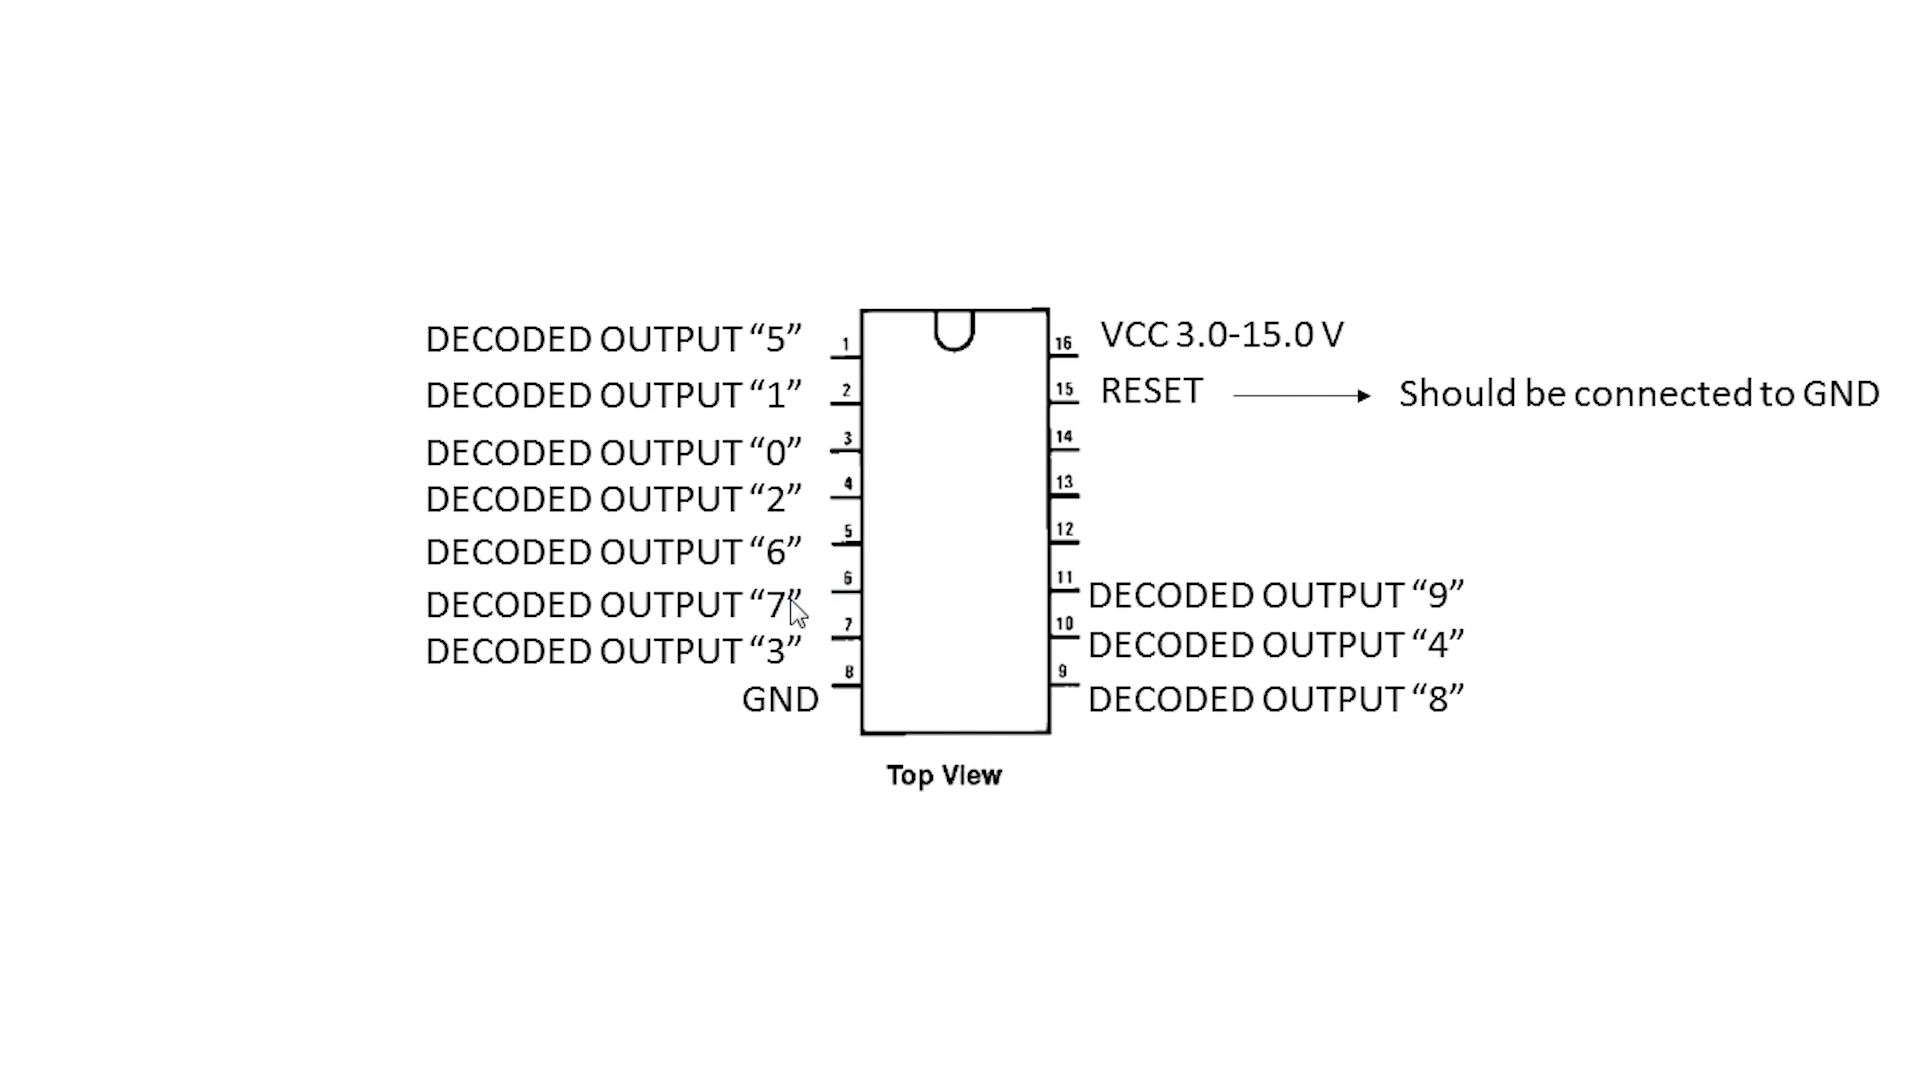 DECODED OUTPUT “5”
DECODED OUTPUT “1”
DECODED OUTPUT “0”
DECODED OUTPUT “2”
DECODED OUTPUT “6”
DECODED OUTPUT “7”
DECODED OUTPUT “3”
GND
1
2
3
4
5
6
7
8
16
15
14
13
12
11
10
9
VCC 3.0-15.0 V
RESET
Should be connected to GND
DECODED OUTPUT “9”
DECODED OUTPUT “4”
DECODED OUTPUT “8”
Top View